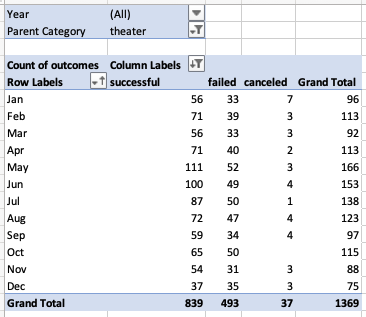 Year (All)
Parent Category theater
Count of outcomes Column Labels
Row Labels successful failed canceled Grand Total
Jan 56 33 7 96
Feb 71 39 3 113
Mar 56 33 3 92
Apr 71 40 2 113
May 111 52 3 166
Jun 100 49 4 153
Jul 87 50 1 138
Aug 72 47 4 123
Sep 59 34 4 97
Oct 65 50 115
Nov 54 31 3 88
Dec 37 35 3 75
Grand Total 839 493 37 1369